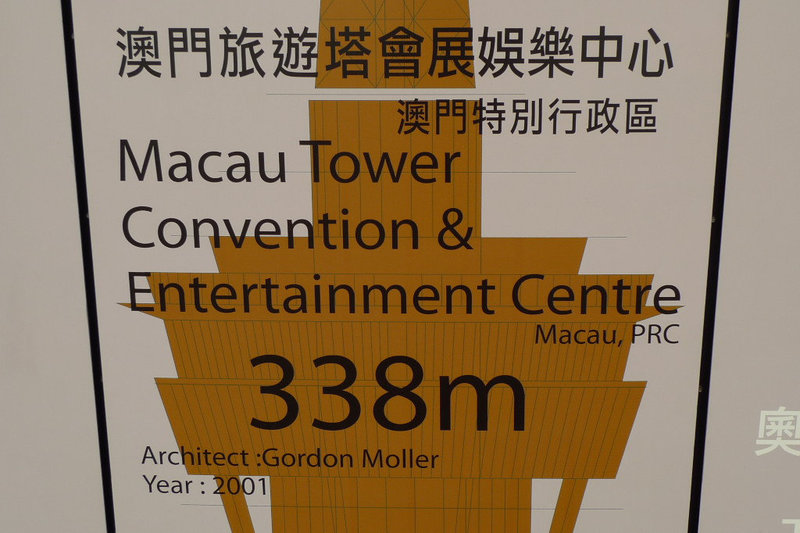 澳門旅遊塔會展娛樂中心
澳門特別行政區
Macau Tower
Convention &
Entertainment Centre
Macau, PRC
338m
Architect :Gordon Moller
Year : 2001
奧